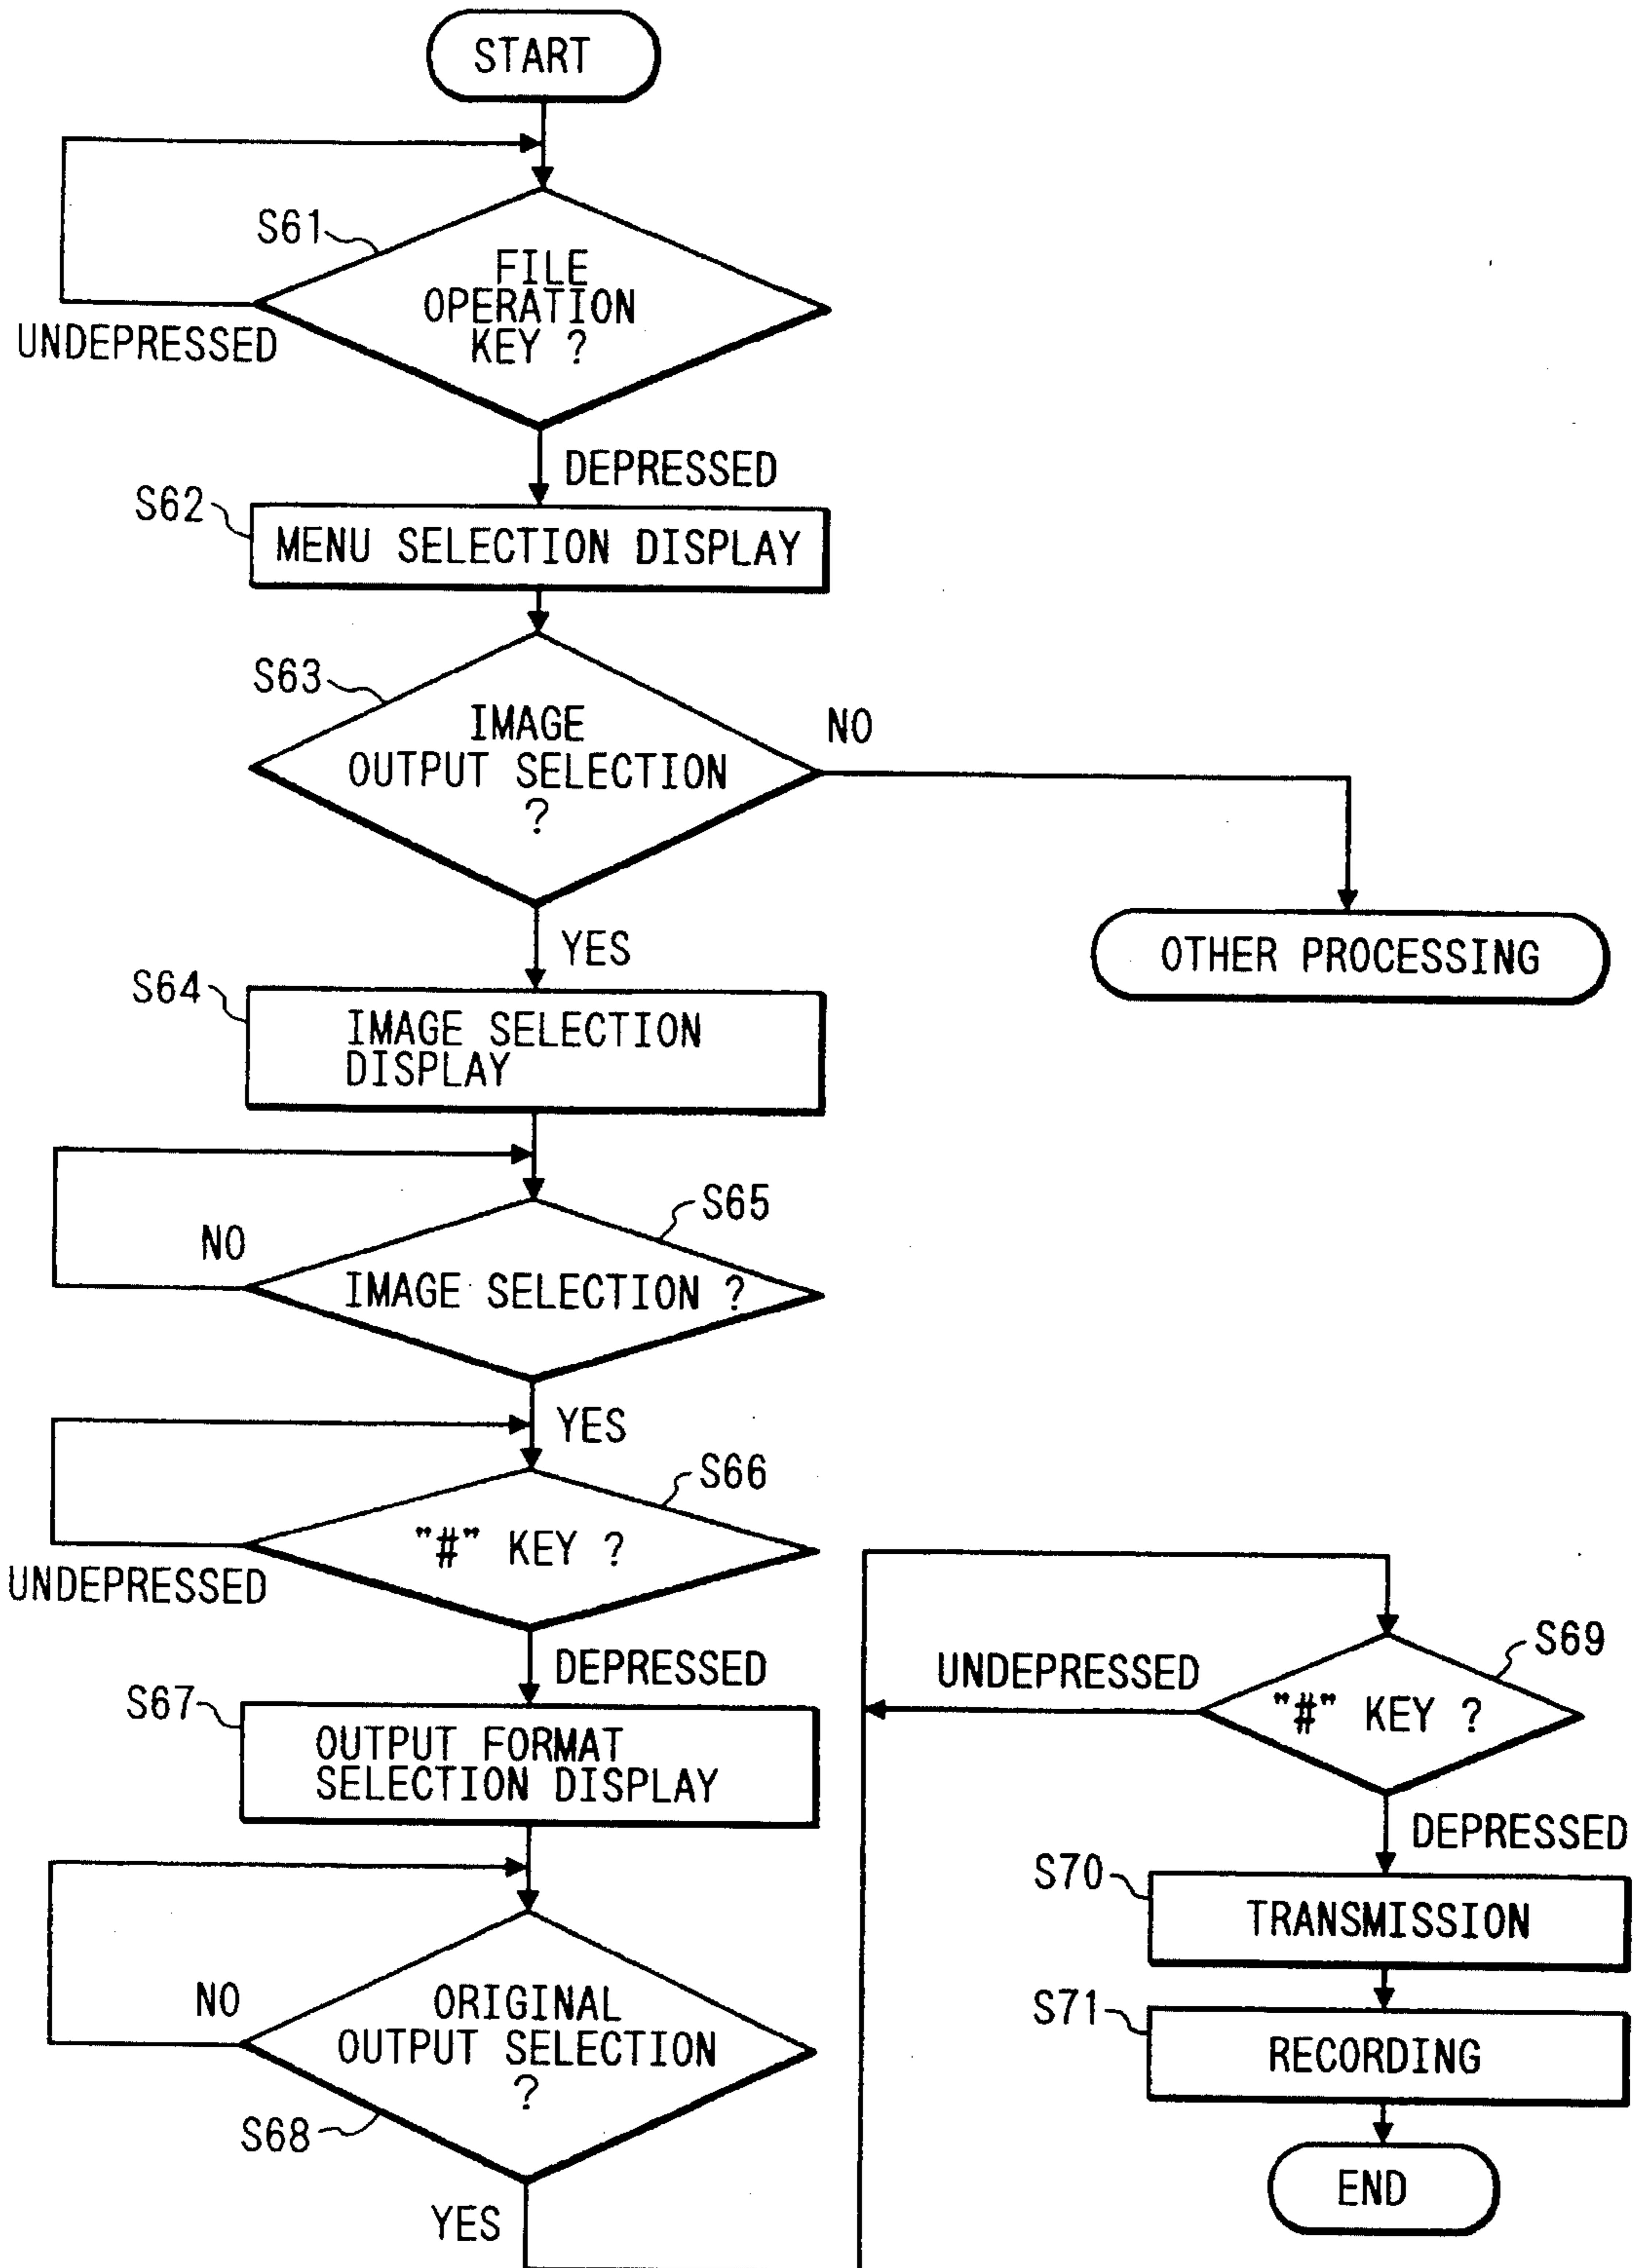 START
S61
FILE
OPERATION
KEY ?
UNDEPRESSED
DEPRESSED
S62
MENU SELECTION DISPLAY
S63
IMAGE
OUTPUT SELECTION
?
NO
YES
OTHER PROCESSING
S64
IMAGE SELECTION
DISPLAY
S65
NO
IMAGE SELECTION ?
YES
S66
"#" KEY ?
UNDEPRESSED
DEPRESSED
S67
OUTPUT FORMAT
SELECTION DISPLAY
NO
ORIGINAL
OUTPUT SELECTION
?
S68
YES
S69
UNDEPRESSED
"#" KEY ?
DEPRESSED
S70
TRANSMISSION
S71
RECORDING
END